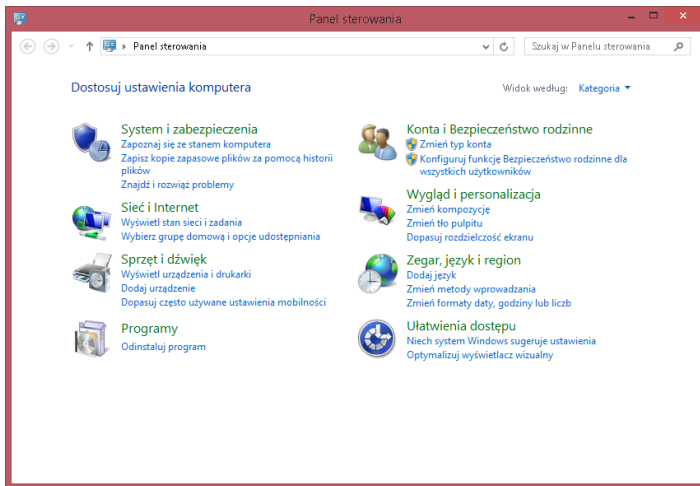 Panel sterowania
Panel sterowania
Szukaj w Panelu sterowania
Dostosuj ustawienia komputera
Widok według: Kategoria
System i zabezpieczenia
Zapoznaj się ze stanem komputera
Zapisz kopie zapasowe plików za pomocą historii
plików
Znajdź i rozwiąż problemy
Sieć i Internet
Wyświetl stan sieci i zadania
Wybierz grupę domową i opcje udostępniania
Sprzęt i dźwięk
Wyświetl urządzenia i drukarki
Dodaj urządzenie
Dopasuj często używane ustawienia mobilności
Programy
Odinstaluj program
Konta i Bezpieczeństwo rodzinne
Zmień typ konta
Konfiguruj funkcję Bezpieczeństwo rodzinne dla
wszystkich użytkowników
Wygląd i personalizacja
Zmień kompozycję
Zmień tło pulpitu
Dopasuj rozdzielczość ekranu
Zegar, język i region
Dodaj język
Zmień metody wprowadzania
Zmień formaty daty, godziny lub liczb
Ułatwienia dostępu
Niech system Windows sugeruje ustawienia
Optymalizuj wyświetlacz wizualny